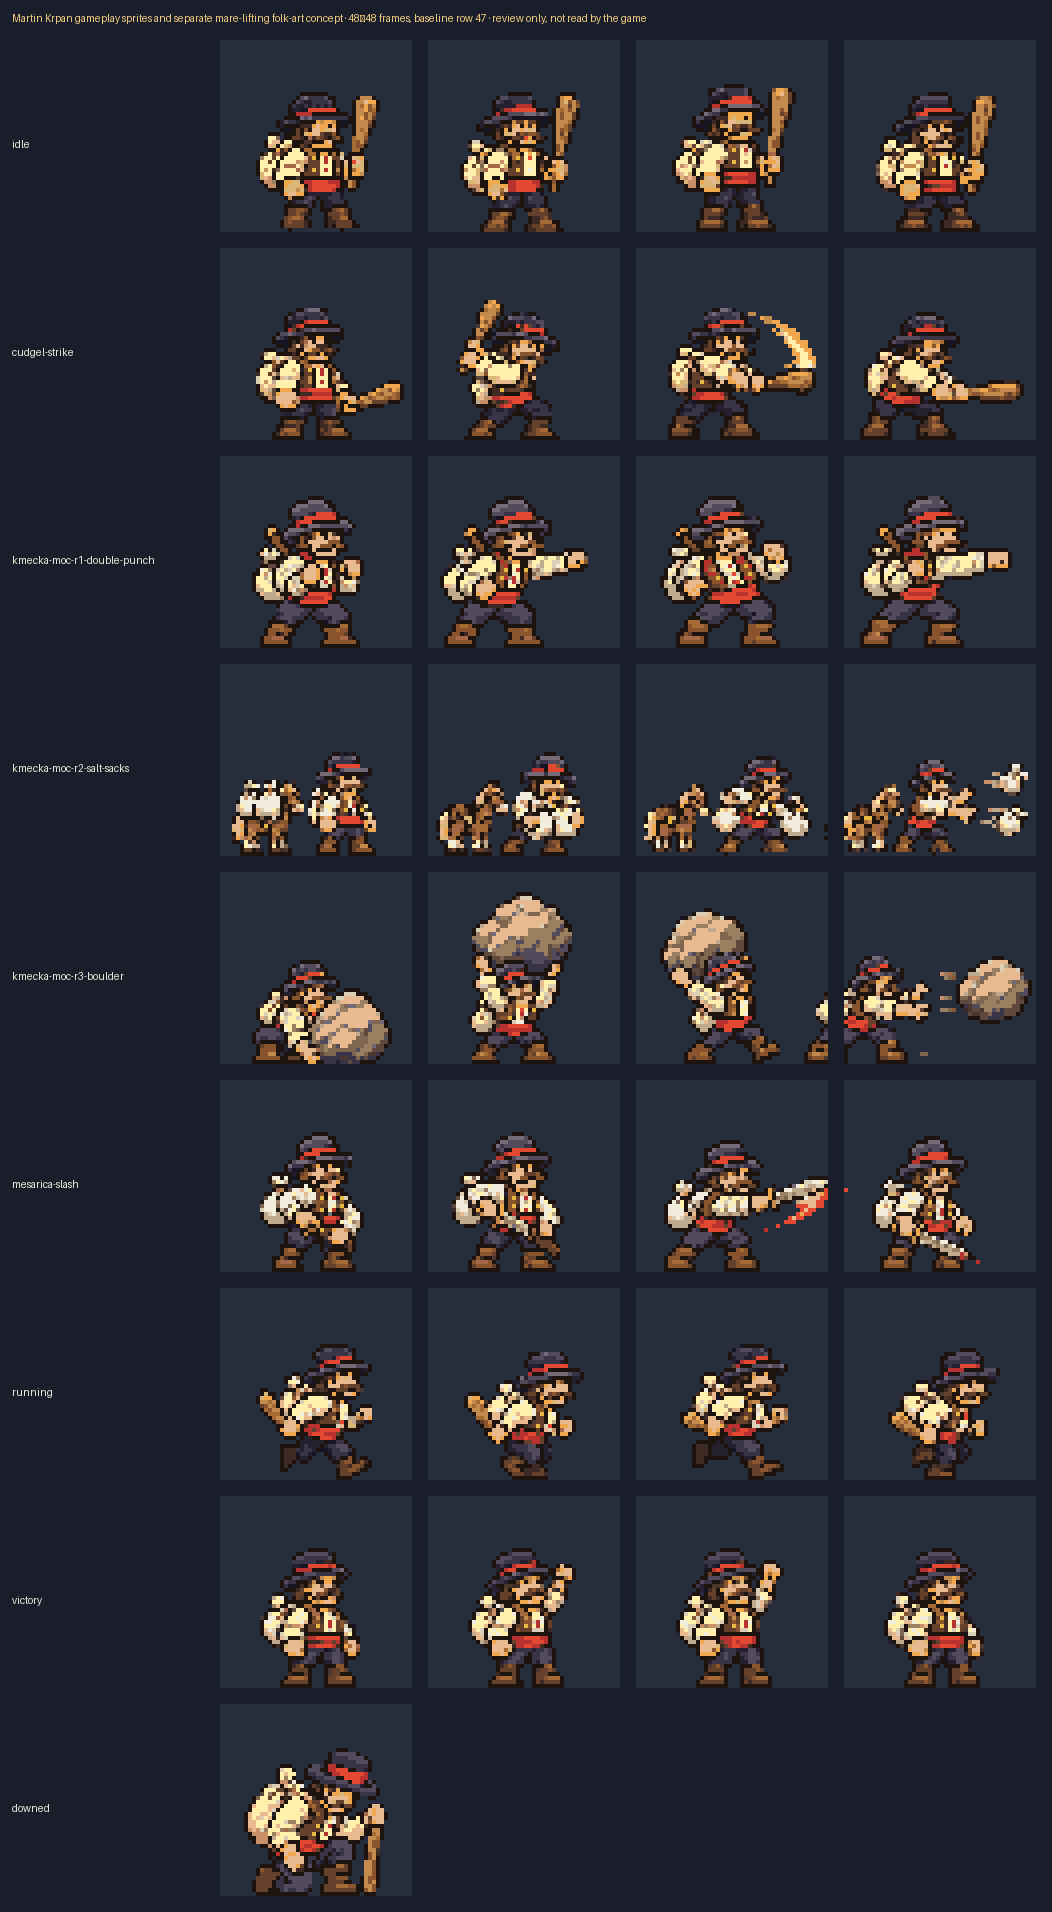 Martin Krpan gameplay sprites and separate mare-lifting folk-art concept · 48▯48 frames, baseline row 47 · review only, not read by the game
idle
cudgel-strike
kmecka-moc-r1-double-punch
kmecka-moc-r2-salt-sacks
kmecka-moc-r3-boulder
mesarica-slash
running
victory
downed